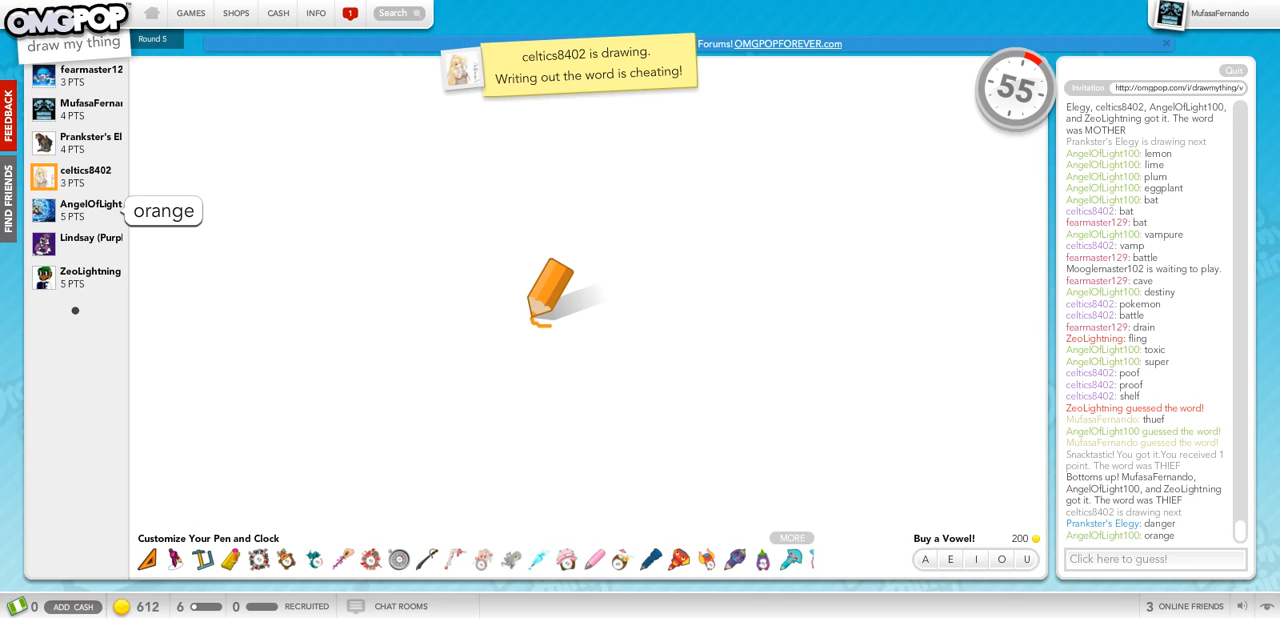 OMGPOP™
GAMES
SHOPS
CASH
INFO
1
Search
MufasaFernando
draw my thing
Round 5
Forums! OMGPOPFOREVER.com
celtics8402 is drawing.
Writing out the word is cheating!
55
FEEDBACK
FIND FRIENDS
fearmaster12
3 PTS
MufasaFernan
4 PTS
Prankster's El
4 PTS
celtics8402
3 PTS
AngelOfLight
5 PTS
orange
Lindsay (Purpl
ZeoLightning
5 PTS
Quit
Invitation http://omgpop.com/i/drawmything/v
Elegy, celtics8402, AngelOfLight100,
and ZeoLightning got it. The word
was MOTHER
Prankster's Elegy is drawing next
AngelOfLight100: lemon
AngelOfLight100: lime
AngelOfLight100: plum
AngelOfLight100: eggplant
AngelOfLight100: bat
celtics8402: bat
fearmaster129: bat
AngelOfLight100: vampure
celtics8402: vamp
fearmaster129: battle
Mooglemaster102 is waiting to play.
fearmaster129: cave
AngelOfLight100: destiny
celtics8402: pokemon
celtics8402: battle
fearmaster129: drain
ZeoLightning: fling
AngelOfLight100: toxic
AngelOfLight100: super
celtics8402: poof
celtics8402: proof
celtics8402: shelf
ZeoLightning guessed the word!
MufasaFernando: thuef
AngelOfLight100 guessed the word!
MufasaFernando guessed the word!
Snacktastic! You got it.You received 1
point. The word was THIEF
Bottoms up! MufasaFernando,
AngelOfLight100, and ZeoLightning
got it. The word was THIEF
celtics8402 is drawing next
Prankster's Elegy: danger
AngelOfLight100: orange
Click here to guess!
Customize Your Pen and Clock
MORE
Buy a Vowel!
200
A E I O U
0
ADD CASH
612
6
0
RECRUITED
CHAT ROOMS
3 ONLINE FRIENDS